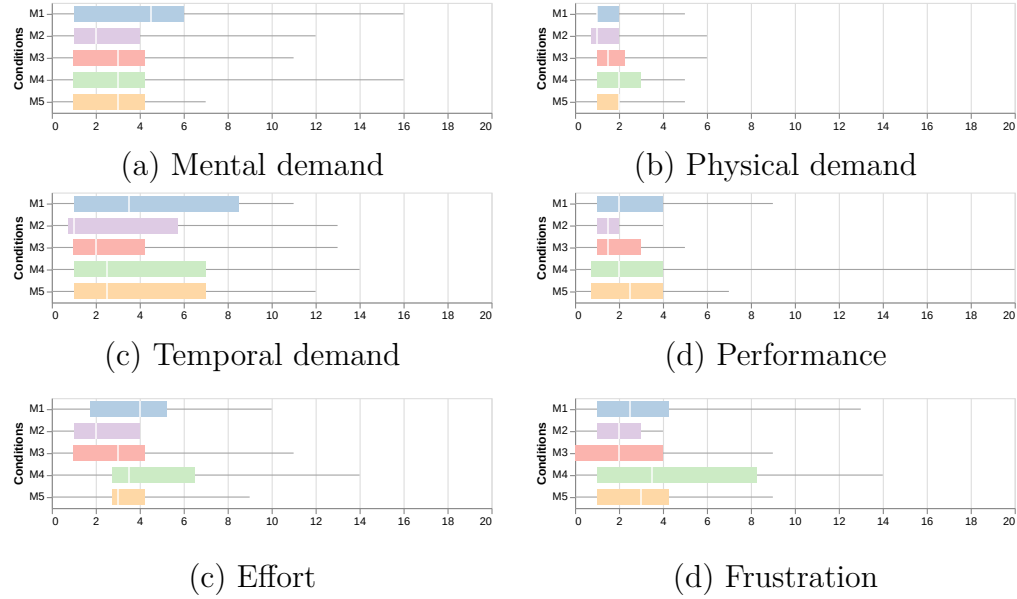 Conditions
M1
M2
M3
M4
M5
0 2 4 6 8 10 12 14 16 18 20
(a) Mental demand
Conditions
M1
M2
M3
M4
M5
0 2 4 6 8 10 12 14 16 18 20
(b) Physical demand
Conditions
M1
M2
M3
M4
M5
0 2 4 6 8 10 12 14 16 18 20
(c) Temporal demand
Conditions
M1
M2
M3
M4
M5
0 2 4 6 8 10 12 14 16 18 20
(d) Performance
Conditions
M1
M2
M3
M4
M5
0 2 4 6 8 10 12 14 16 18 20
(c) Effort
Conditions
M1
M2
M3
M4
M5
0 2 4 6 8 10 12 14 16 18 20
(d) Frustration